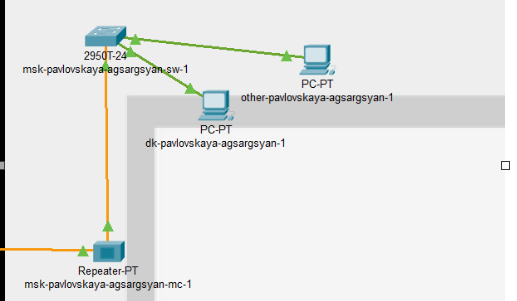 2950T-24
msk-pavlovskaya-agsargsyan-sw-1
PC-PT
other-pavlovskaya-agsargsyan-1
PC-PT
dk-pavlovskaya-agsargsyan-1
Repeater-PT
msk-pavlovskaya-agsargsyan-mc-1